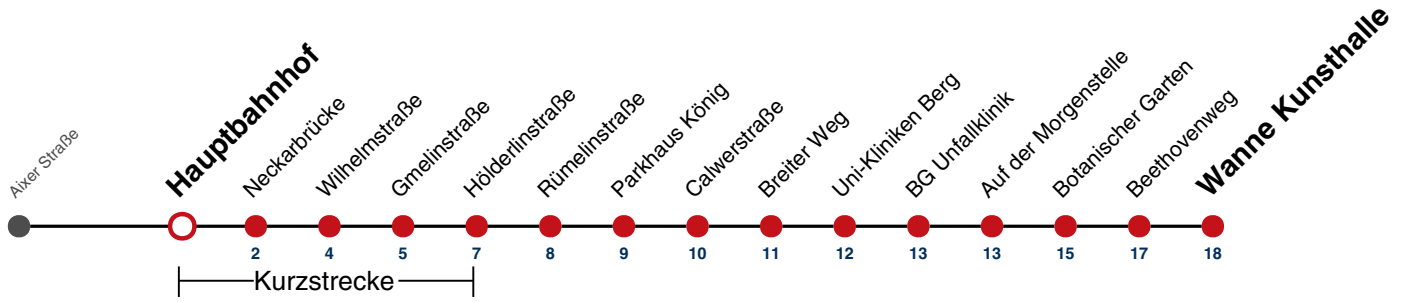 Aixer Straße
Hauptbahnhof
Neckarbrücke
Wilhelmstraße
Gmelinstraße
Hölderlinstraße
Rümelinstraße
Parkhaus König
Calwerstraße
Breiter Weg
Uni-Kliniken Berg
BG Unfallklinik
Auf der Morgenstelle
Botanischer Garten
Beethovenweg
Wanne Kunsthalle
2 4 5 7 8 9 10 11 12 13 13 15 17 18
Kurzstrecke